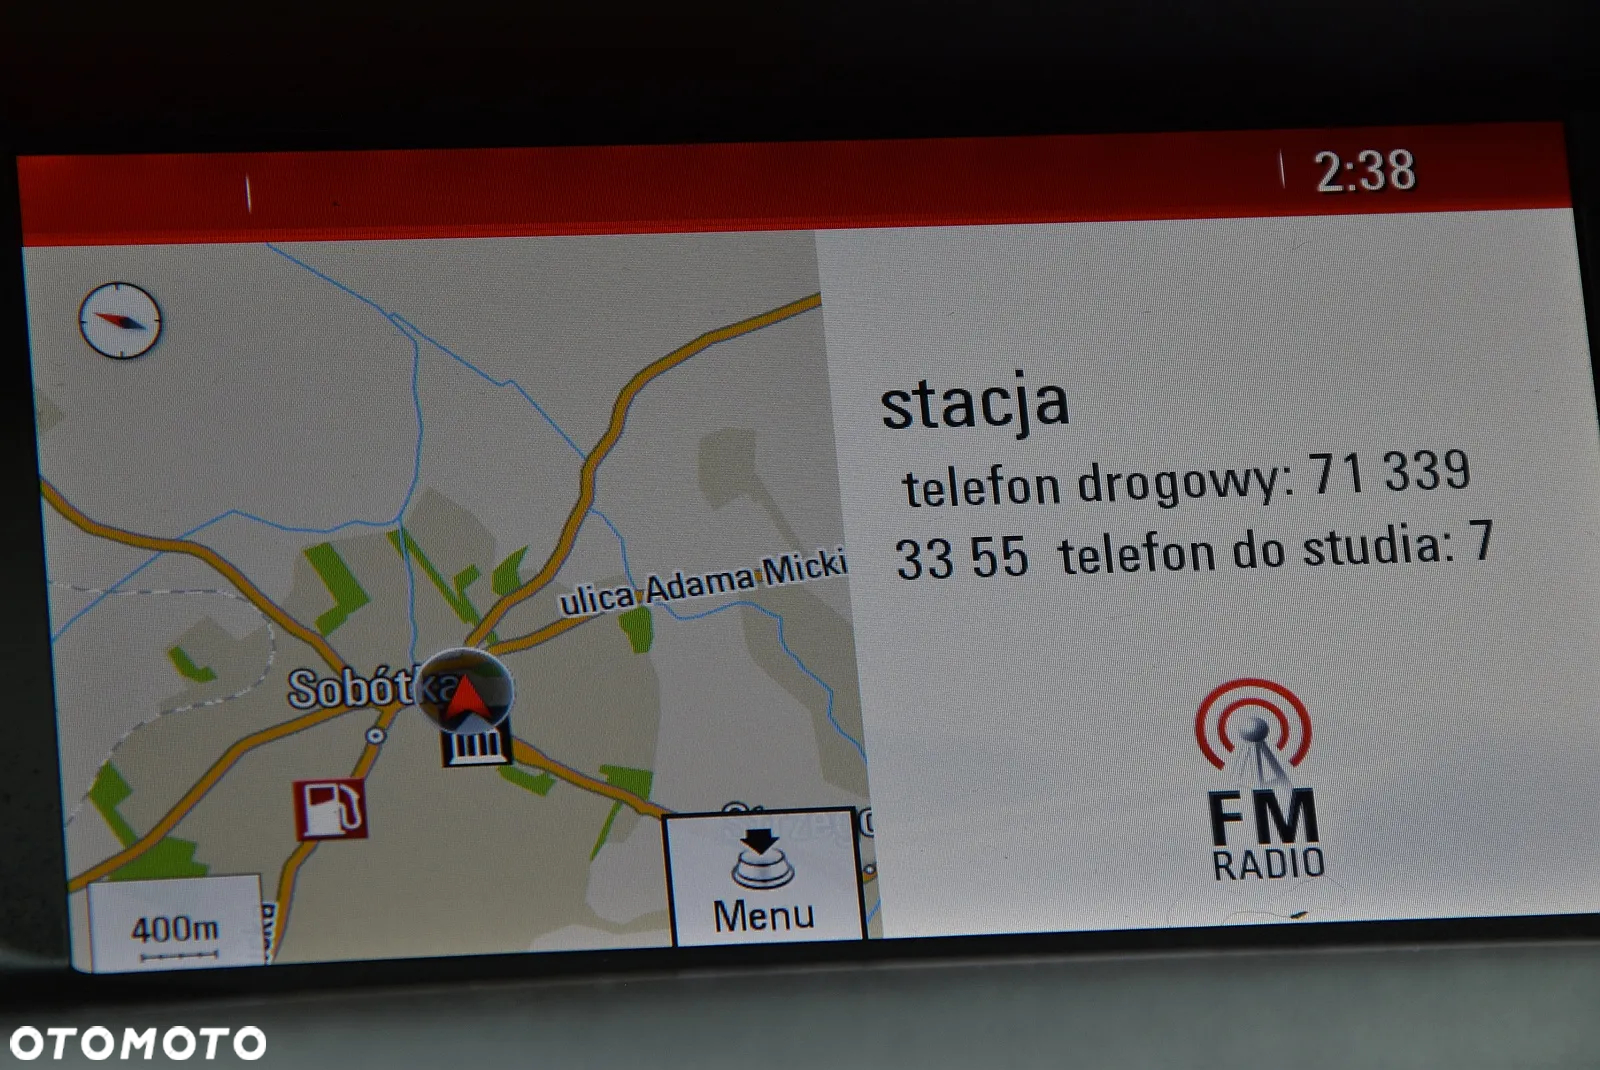 2:38
stacja
telefon drogowy: 71 339
33 55 telefon do studia: 7
ulica Adama Micki
Sobótka
FM
RADIO
Menu
400m
OTOMOTO